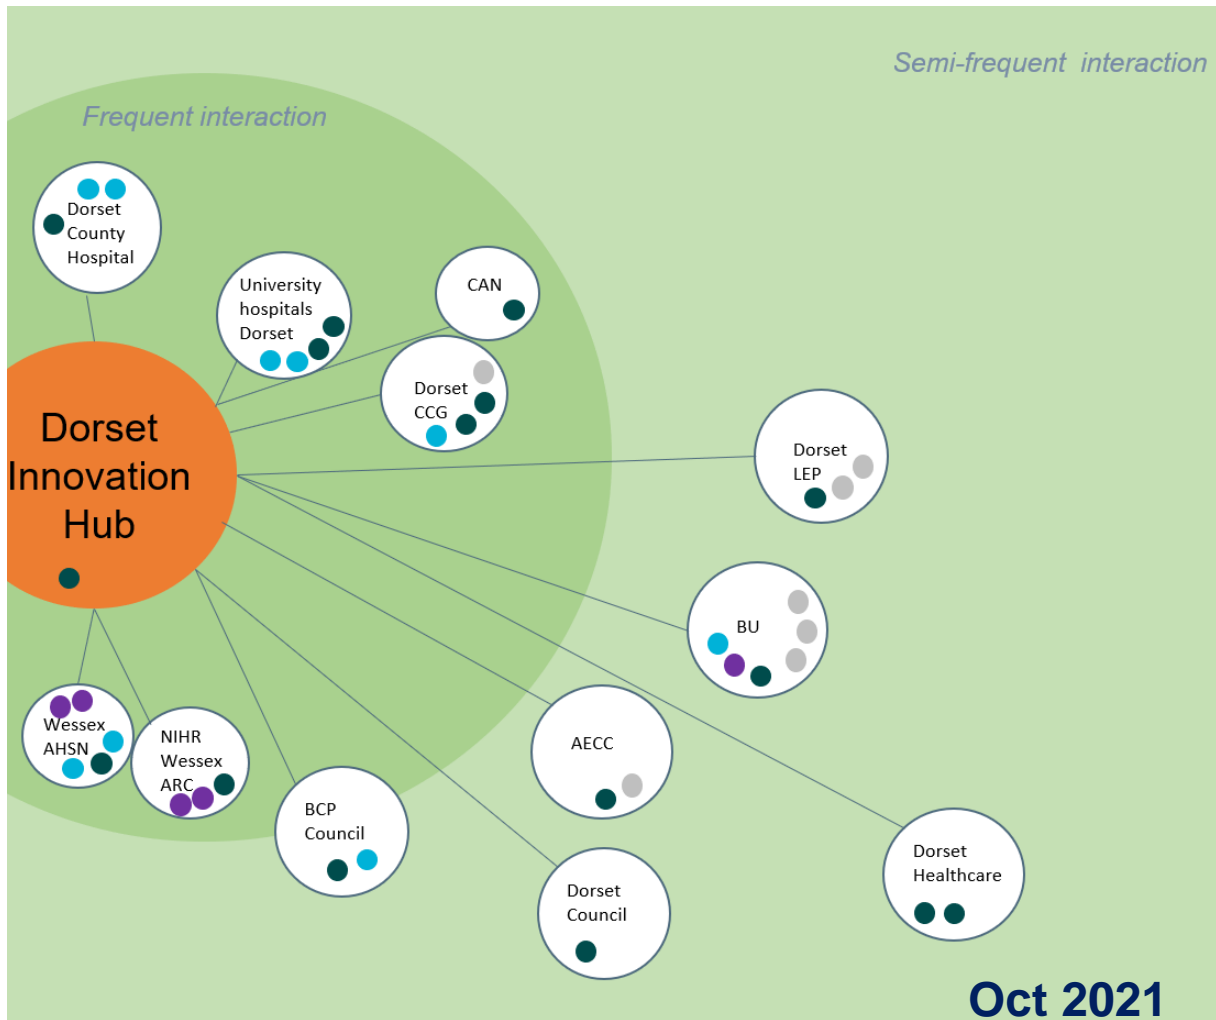 Semi-frequent interaction
Frequent interaction
Dorset
County
Hospital
University
hospitals
Dorset
CAN
Dorset
CCG
Dorset
Innovation
Hub
Dorset
LEP
BU
Wessex
AHSN
NIHR
Wessex
ARC
AECC
BCP
Council
Dorset
Council
Dorset
Healthcare
Oct 2021